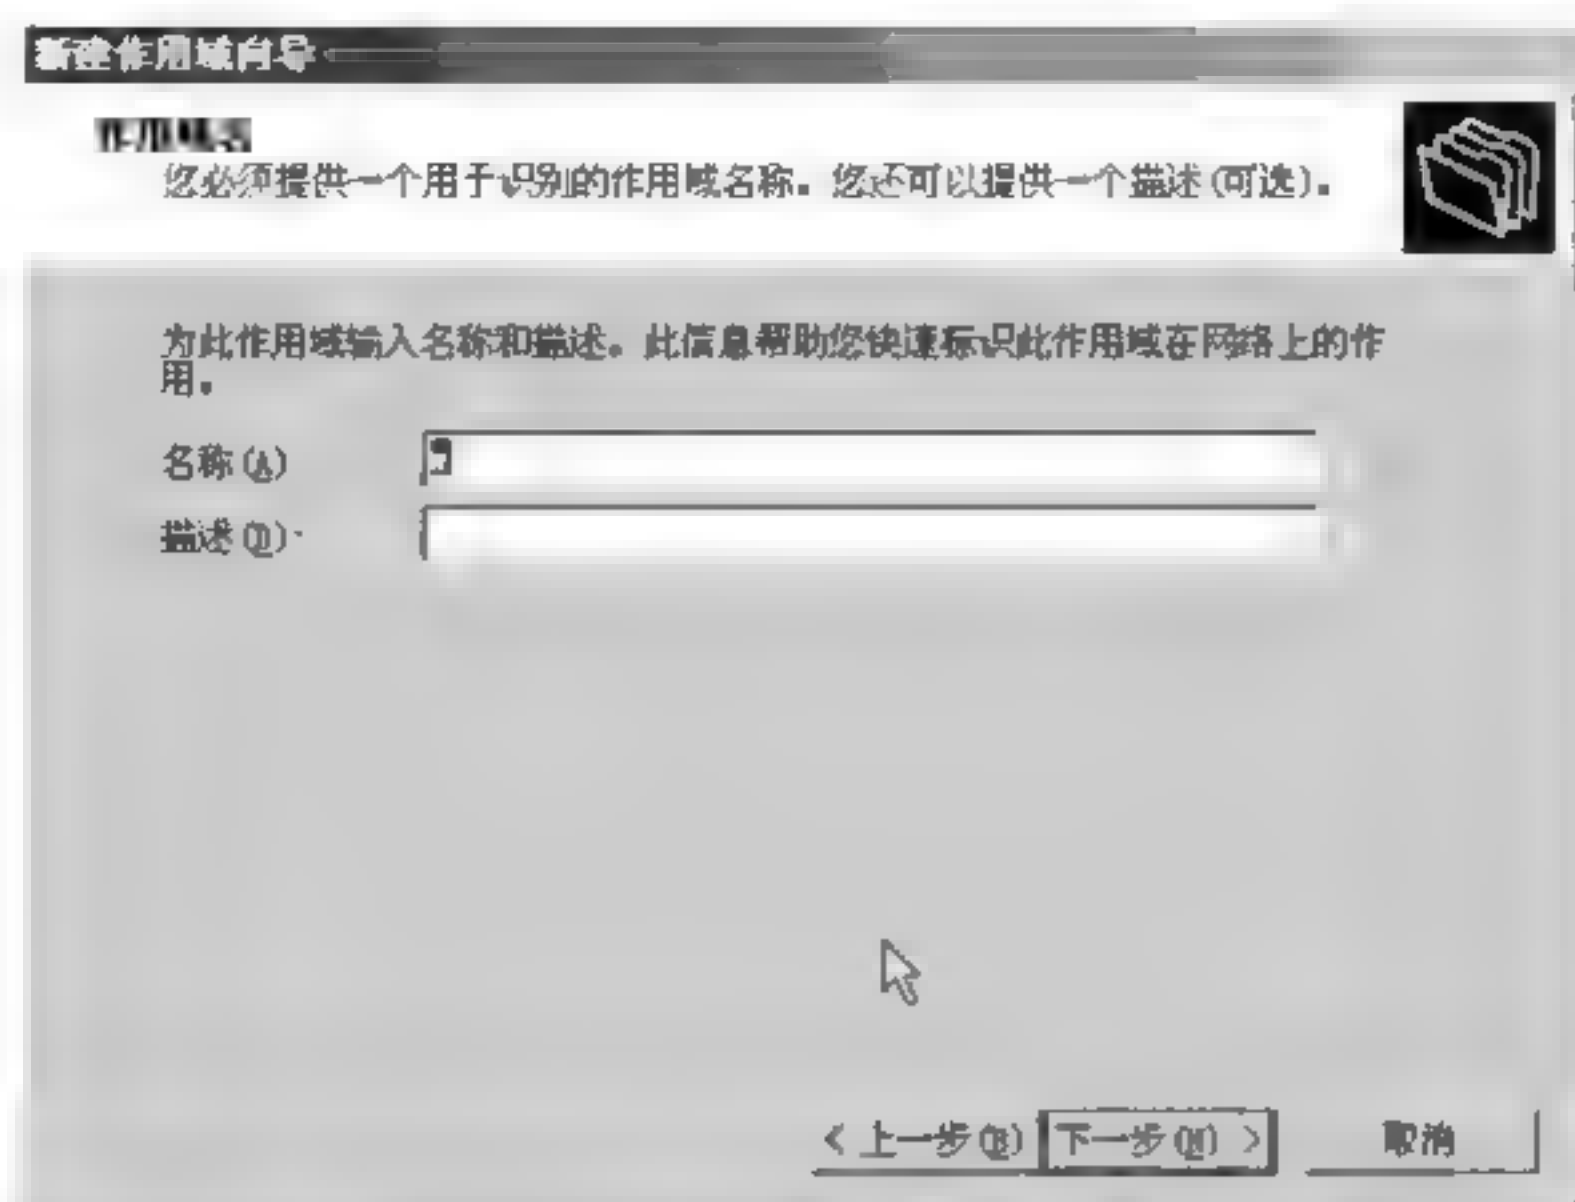 新建作用域向导
作用域名
您必须提供一个用于识别的作用域名称。您还可以提供一个描述(可选)。
为此作用域输入名称和描述。此信息帮助您快速标识此作用域在网络上的作
用。
名称(A)
描述(D):
< 上一步(B) 下一步(N) > 取消